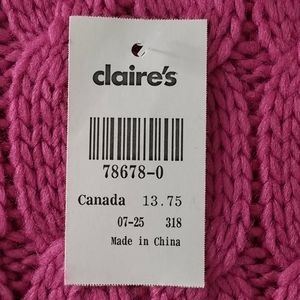 claire's
78678-0
Canada 13.75
07-25 318
Made in China